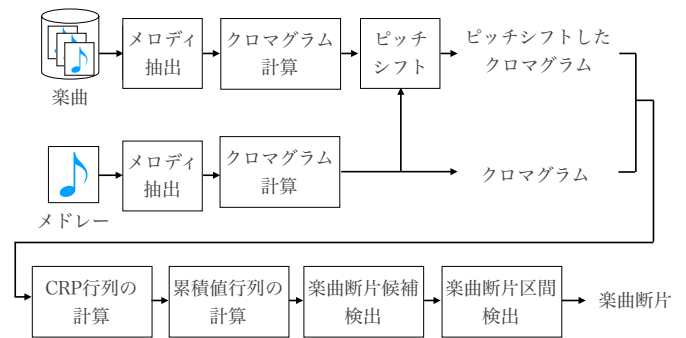 メロディ
抽出
クロマグラム
計算
ピッチ
シフト
ピッチシフトした
クロマグラム
楽曲
メロディ
抽出
クロマグラム
計算
クロマグラム
メドレー
CRP行列の
計算
累積値行列の
計算
楽曲断片候補
検出
楽曲断片区間
検出
楽曲断片